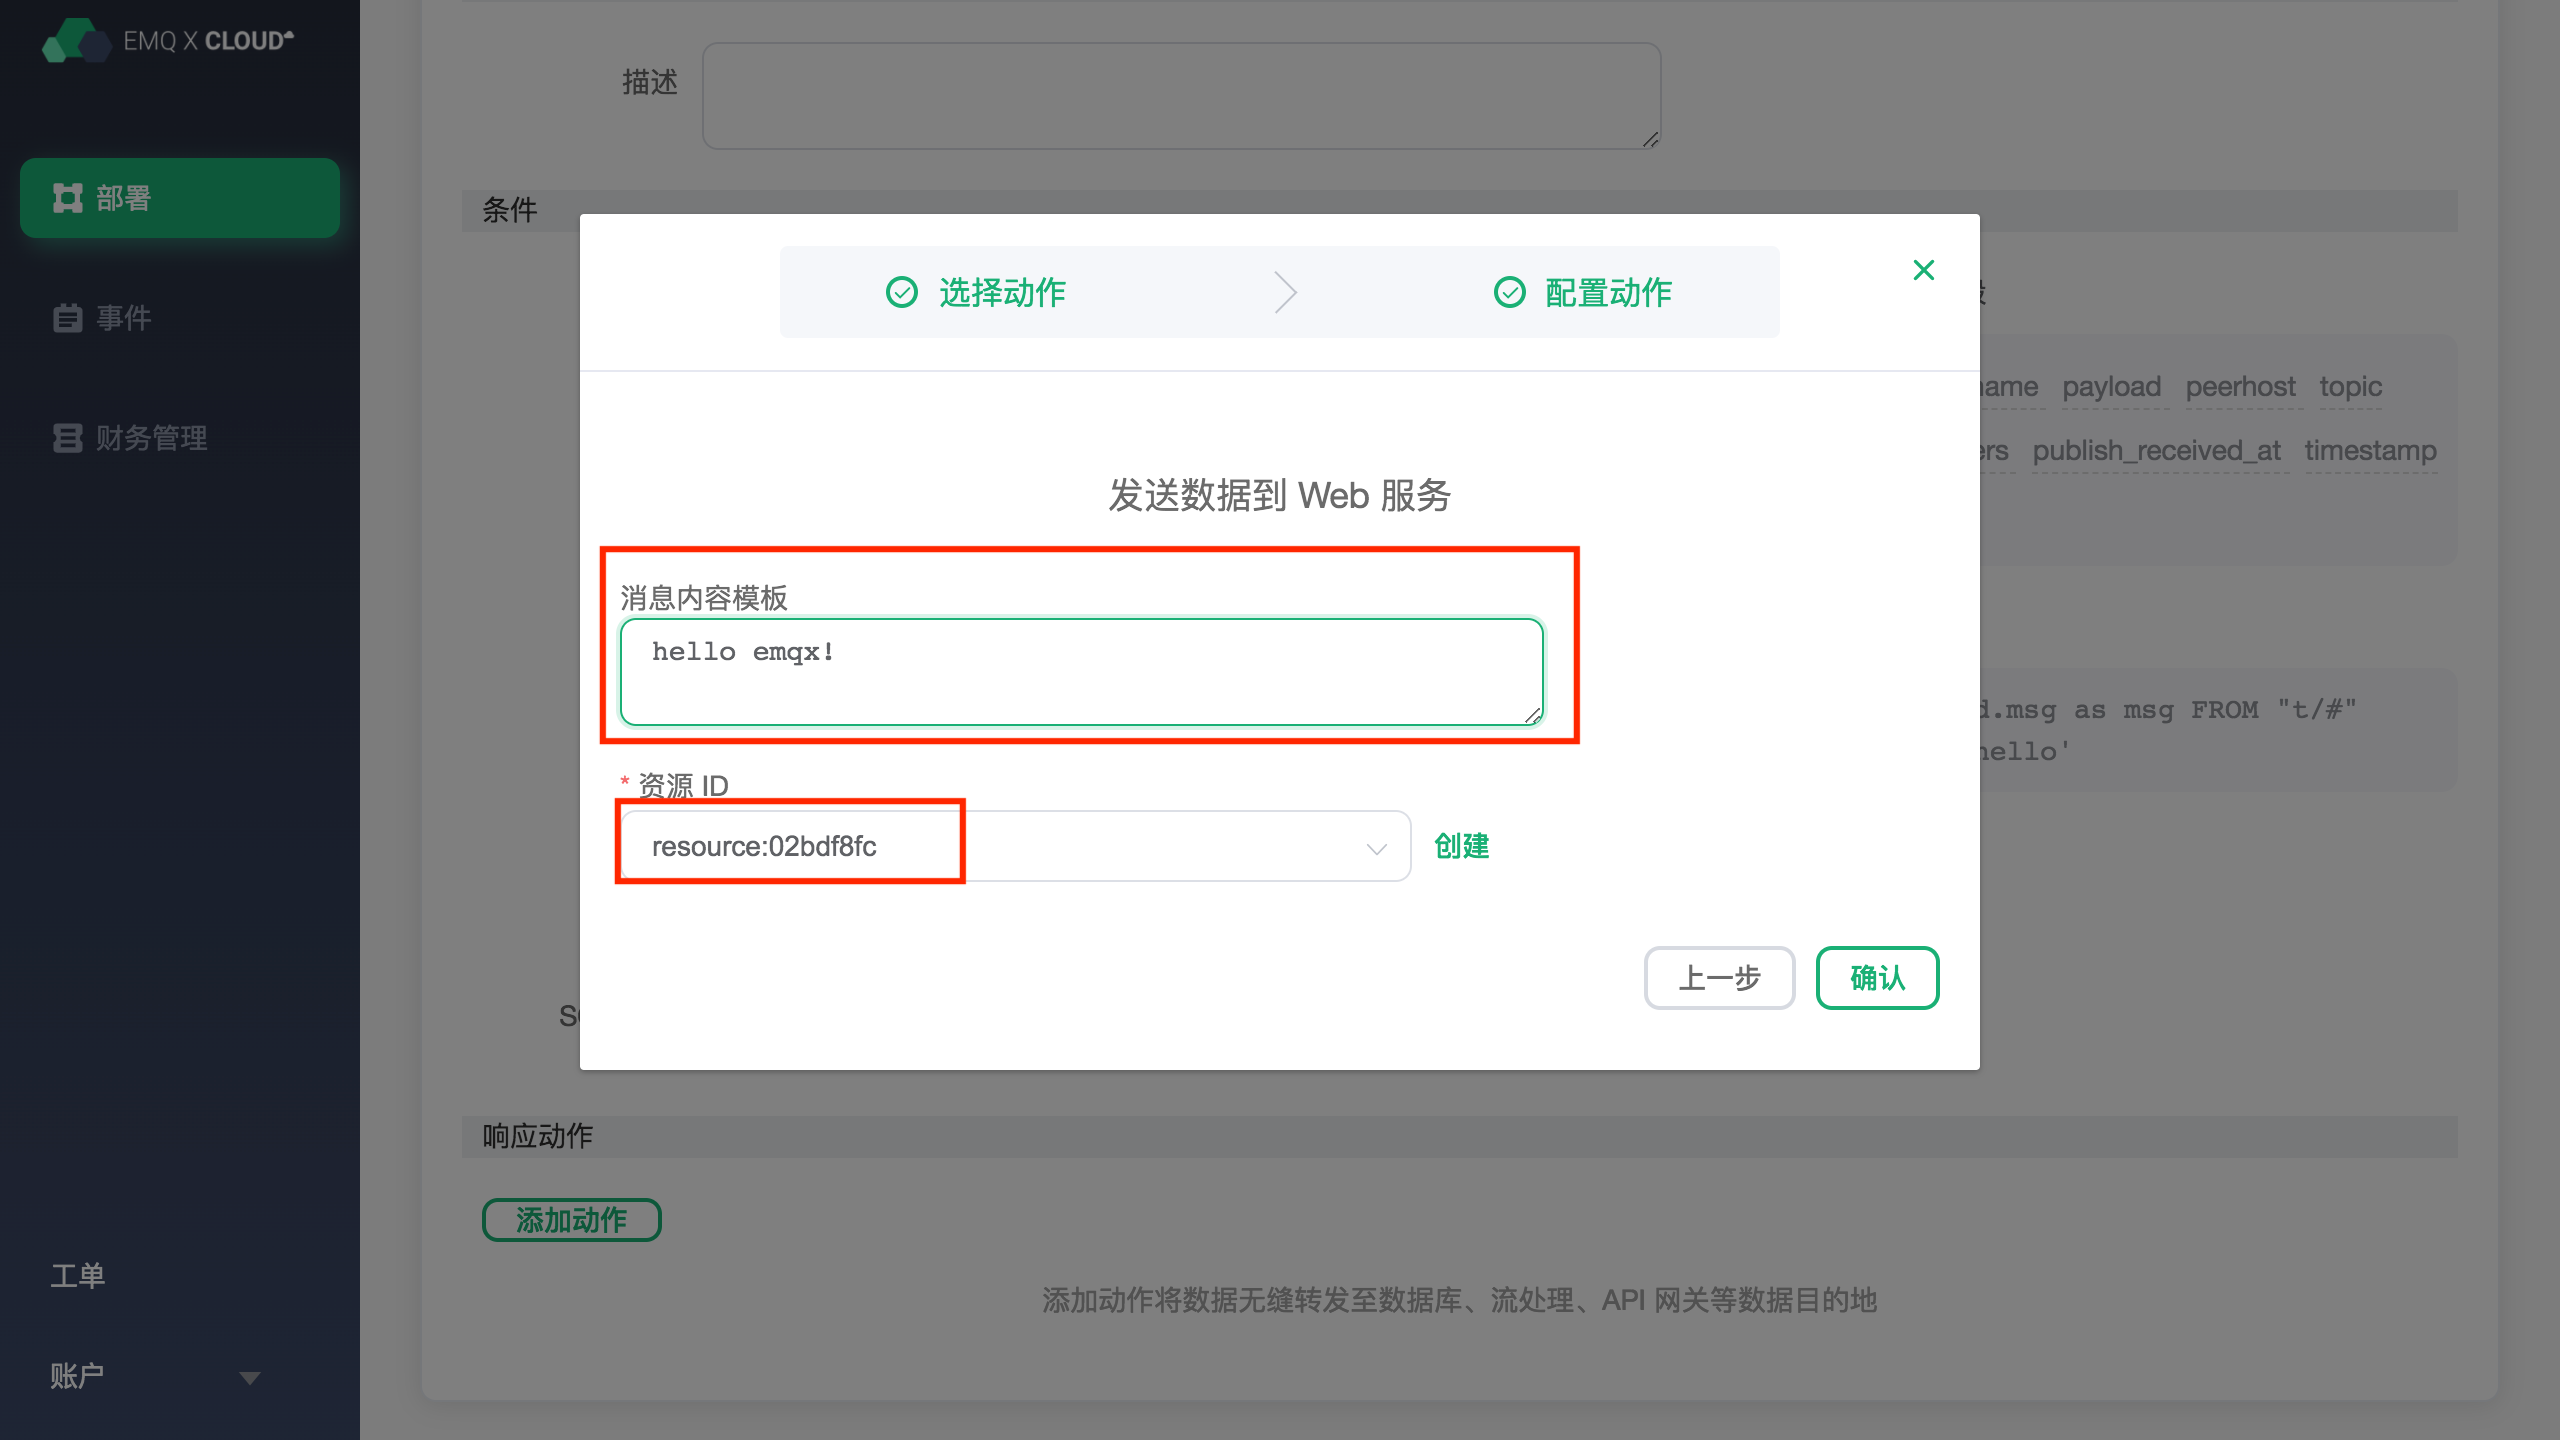 EMQ X CLOUD
部署
事件
财务管理
工单
账户
描述
条件
选择动作
配置动作
payload peerhost topic
publish_received_at timestamp
发送数据到 Web 服务
消息内容模板
hello emqx!
* 资源 ID
resource:02bdf8fc
创建
上一步
确认
d.msg as msg FROM "t/#"
hello'
响应动作
添加动作
添加动作将数据无缝转发至数据库、流处理、API 网关等数据目的地